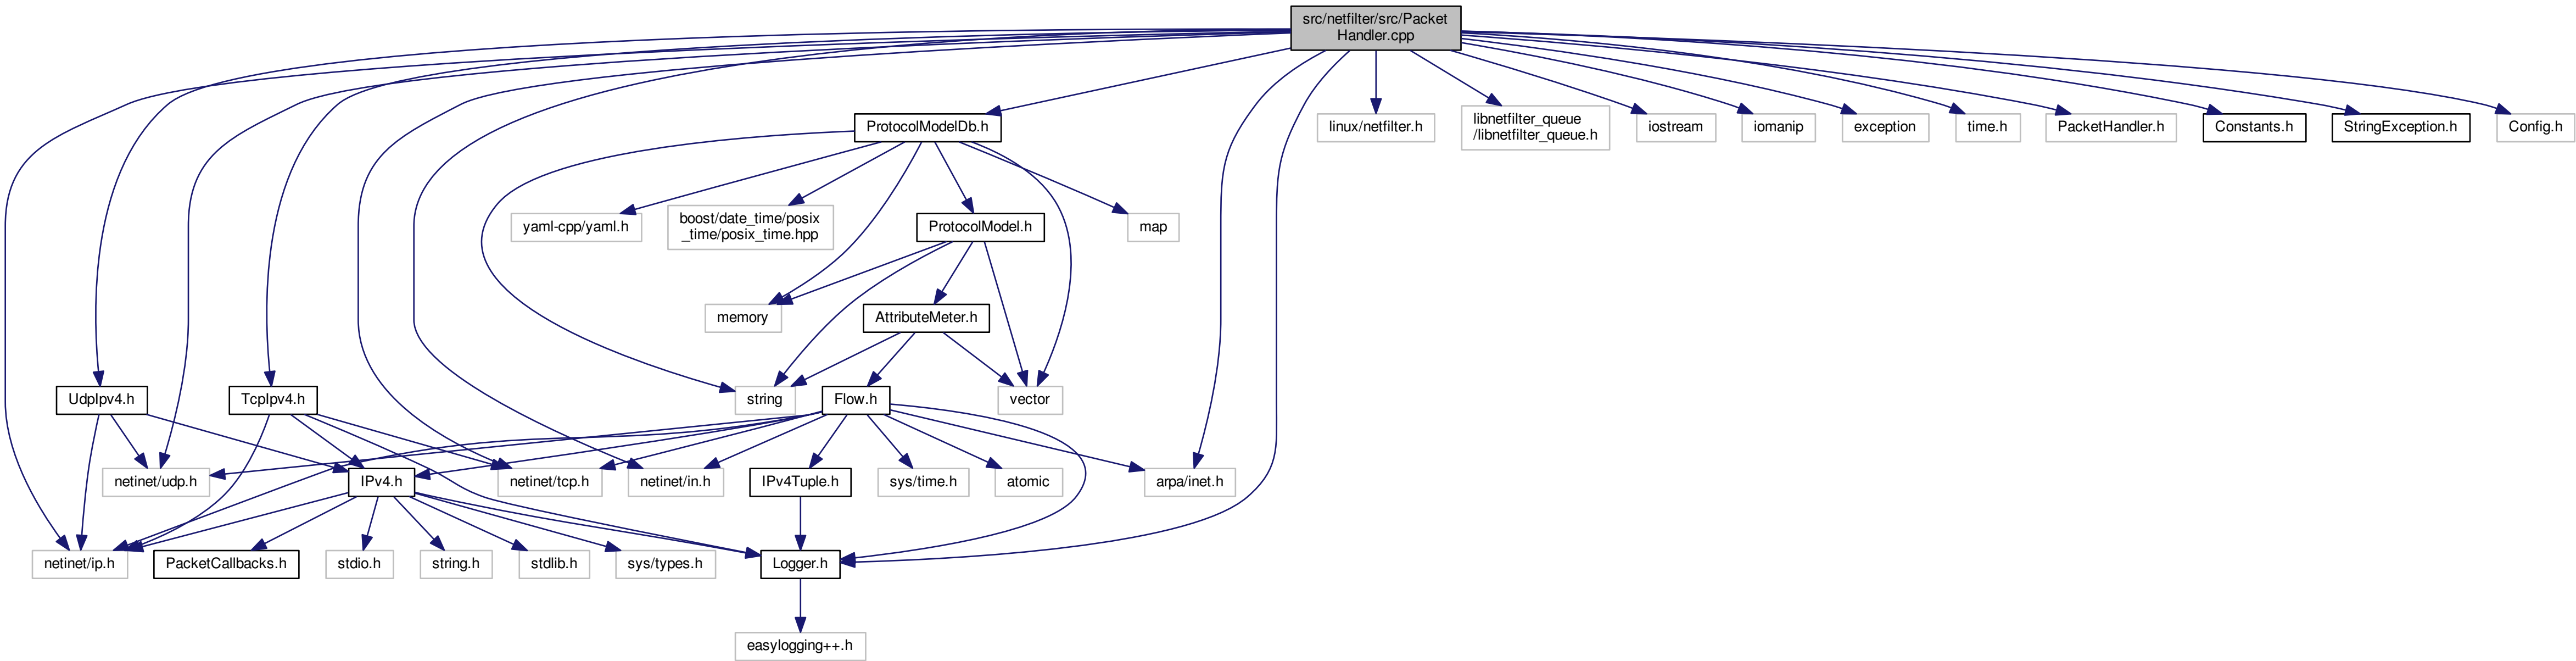 src/netfilter/src/Packet
Handler.cpp
ProtocolModelDb.h
linux/netfilter.h
libnetfilter_queue
/libnetfilter_queue.h
iostream
iomanip
exception
time.h
PacketHandler.h
Constants.h
StringException.h
Config.h
yaml-cpp/yaml.h
boost/date_time/posix
_time/posix_time.hpp
ProtocolModel.h
map
memory
AttributeMeter.h
UdpIpv4.h
TcpIpv4.h
string
Flow.h
vector
netinet/udp.h
IPv4.h
netinet/tcp.h
netinet/in.h
IPv4Tuple.h
sys/time.h
atomic
arpa/inet.h
netinet/ip.h
PacketCallbacks.h
stdio.h
string.h
stdlib.h
sys/types.h
Logger.h
easylogging++.h